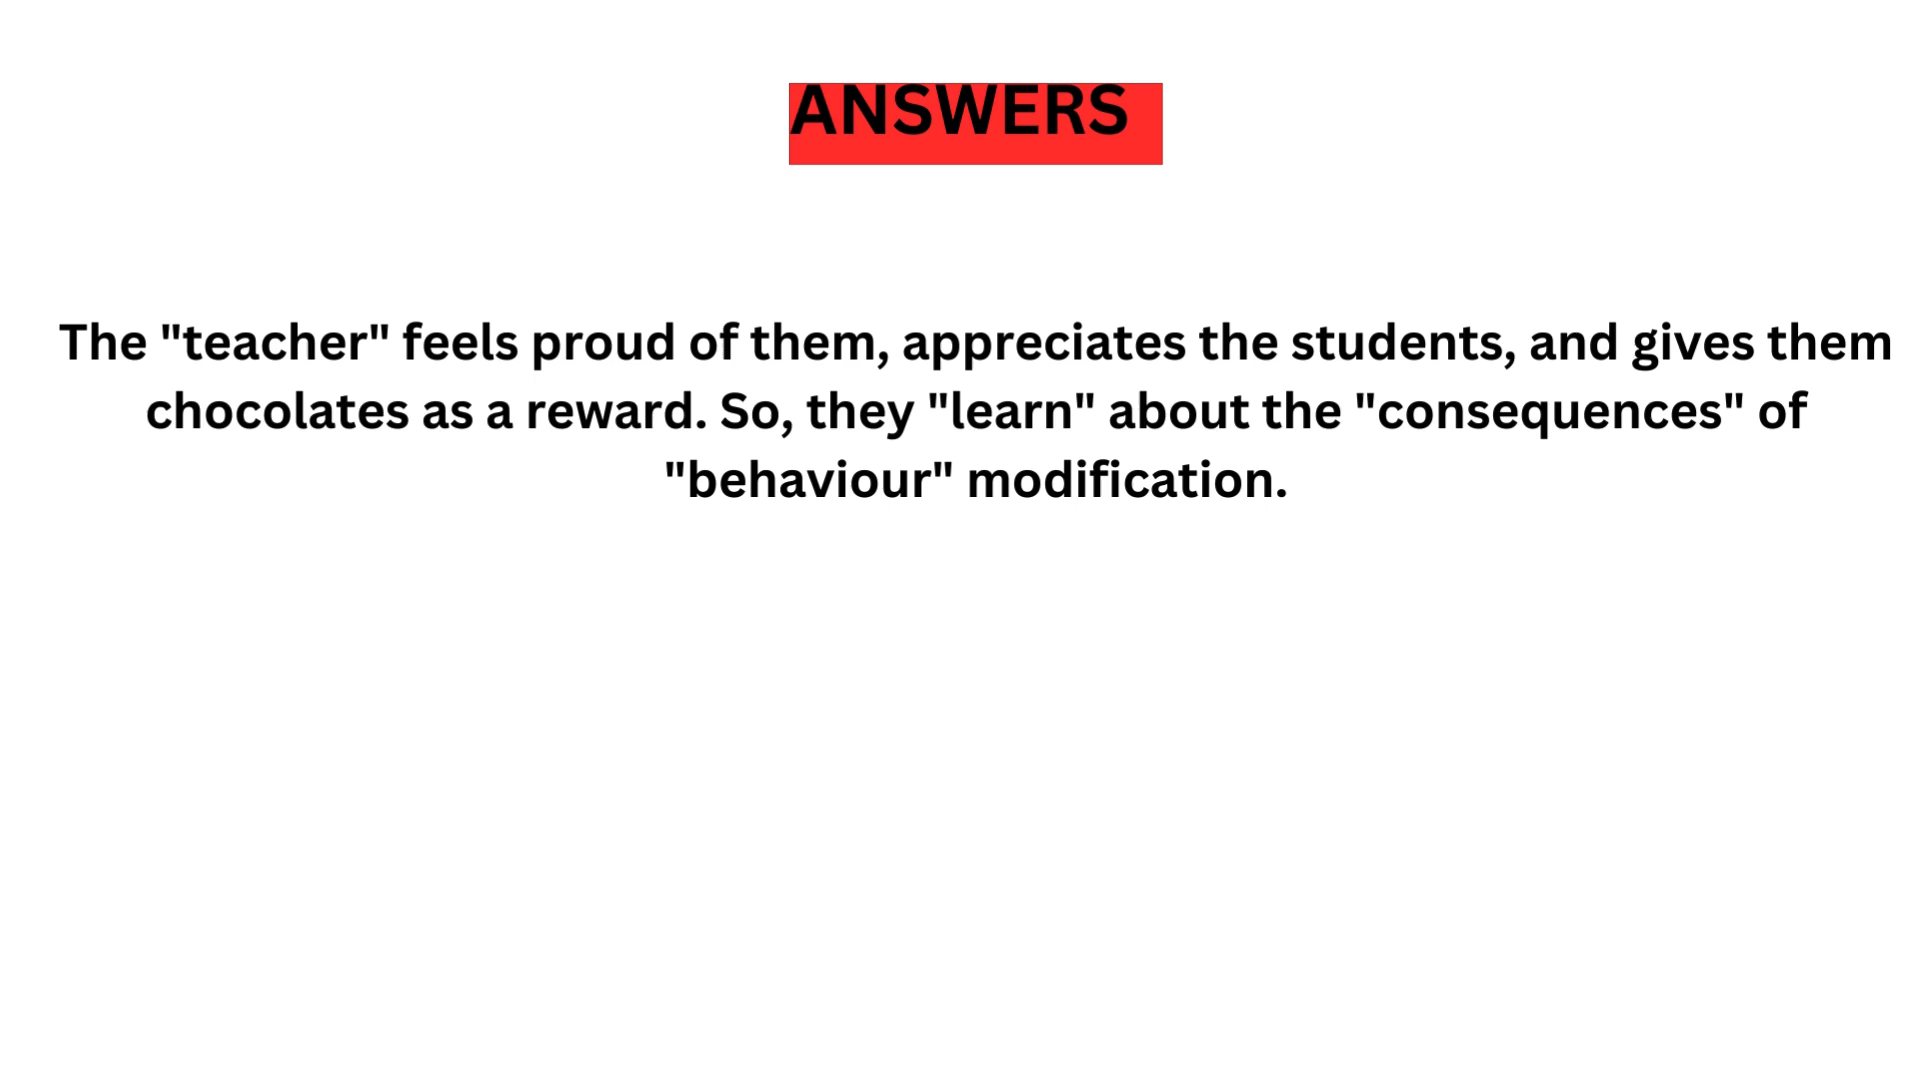 ANSWERS
The "teacher" feels proud of them, appreciates the students, and gives them
chocolates as a reward. So, they "learn" about the "consequences" of
"behaviour" modification.